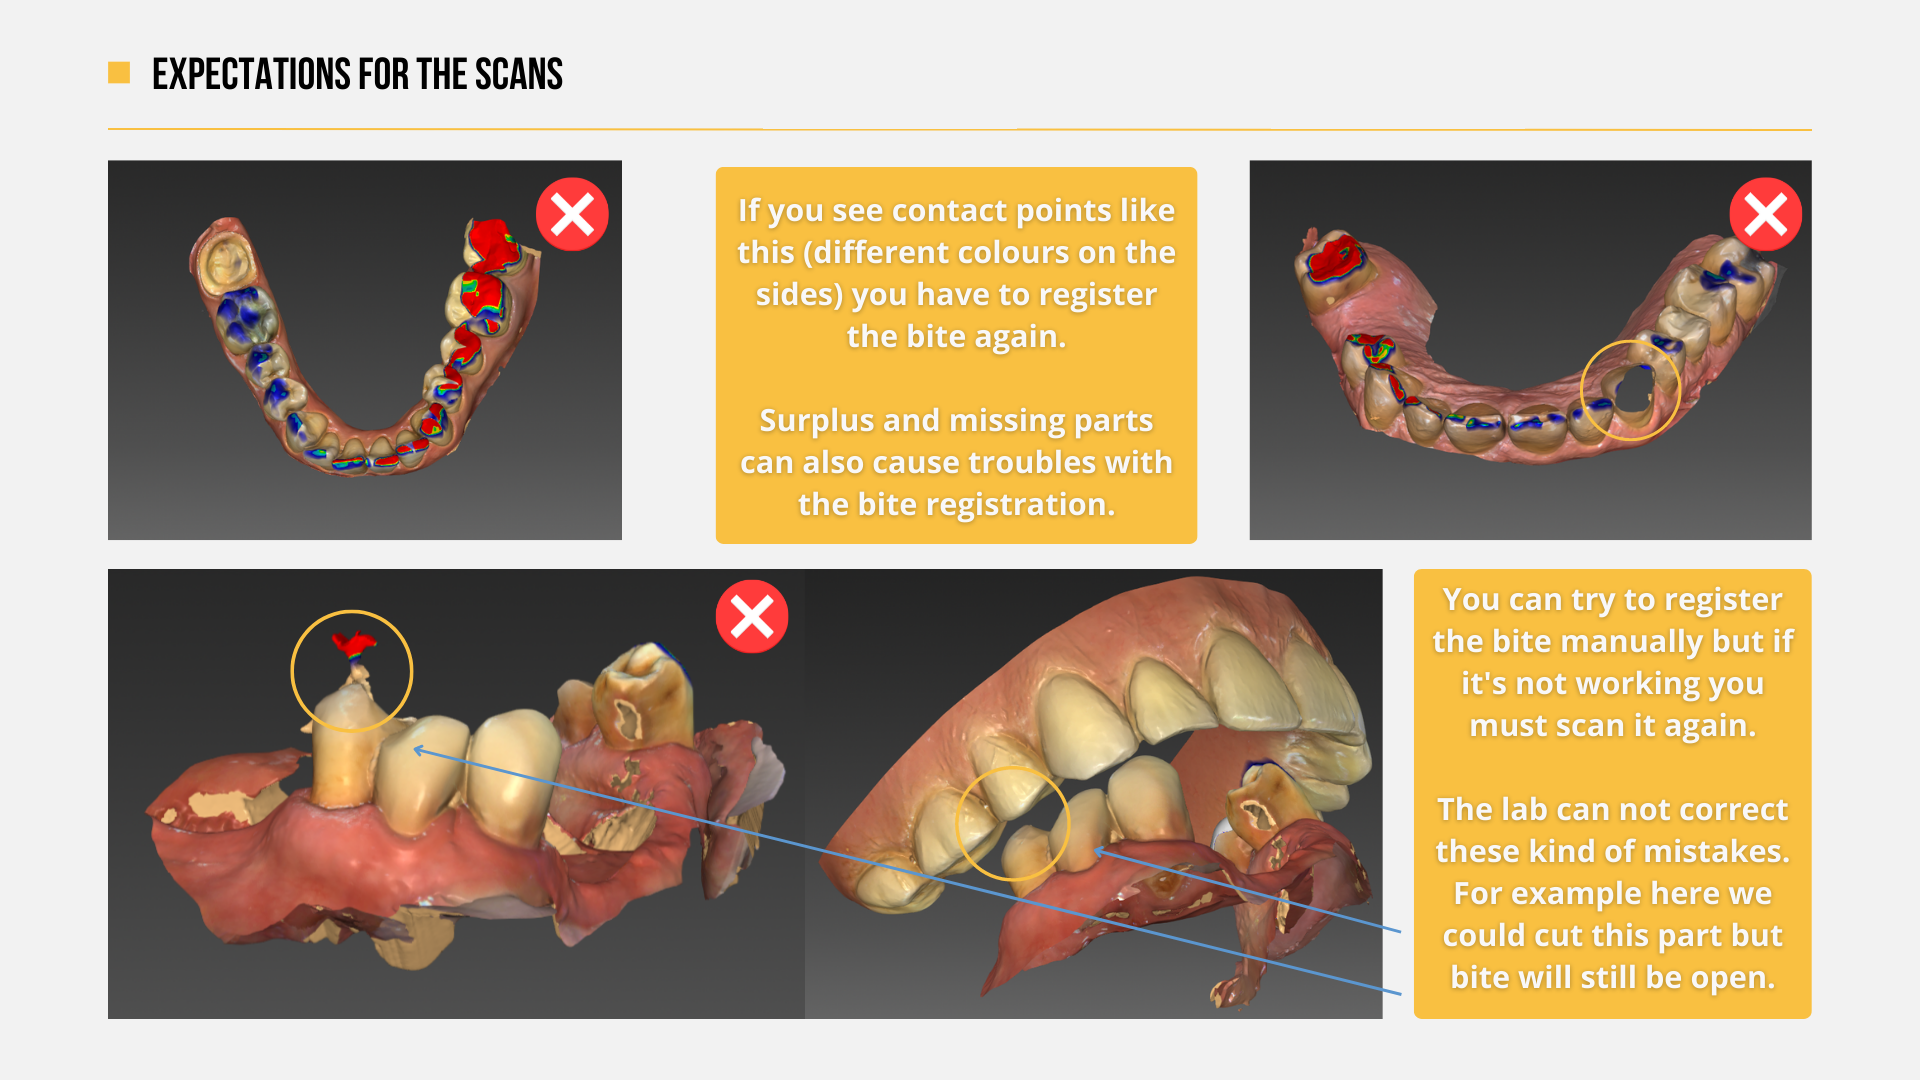 EXPECTATIONS FOR THE SCANS
If you see contact points like
this (different colours on the
sides) you have to register
the bite again.
Surplus and missing parts
can also cause troubles with
the bite registration.
You can try to register
the bite manually but if
it's not working you
must scan it again.
The lab can not correct
these kind of mistakes.
For example here we
could cut this part but
bite will still be open.